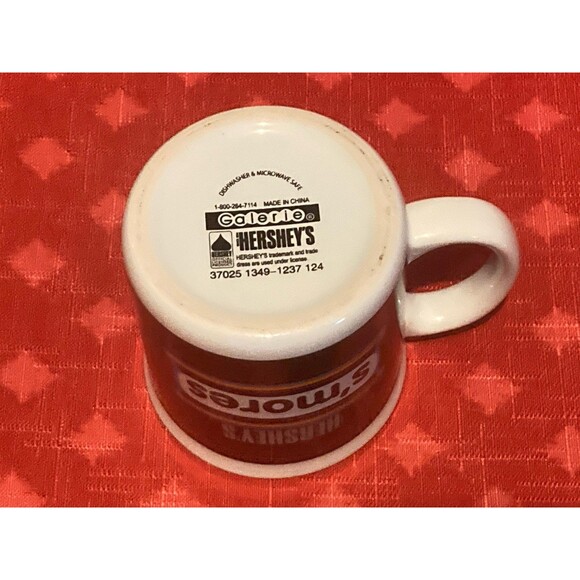 DISHWASHER & MICROWAVE SAFE
1-800-284-7114 MADE IN CHINA
Galerie®
HERSHEY'S
HERSHEY'S
HERSHEY'S trademark and trade
dress are used under license.
37025 1349-1237 124
s'mores
HERSHEY'S